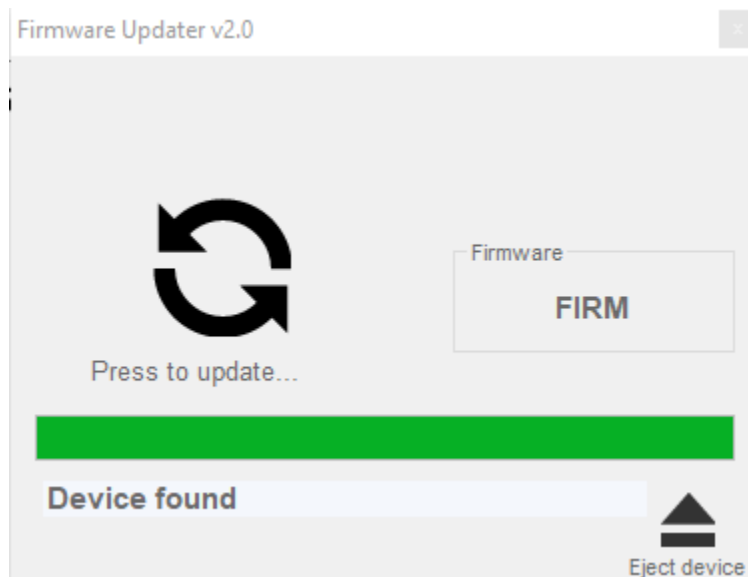 Firmware Updater v2.0
x
Firmware
FIRM
Press to update...
Device found
Eject device